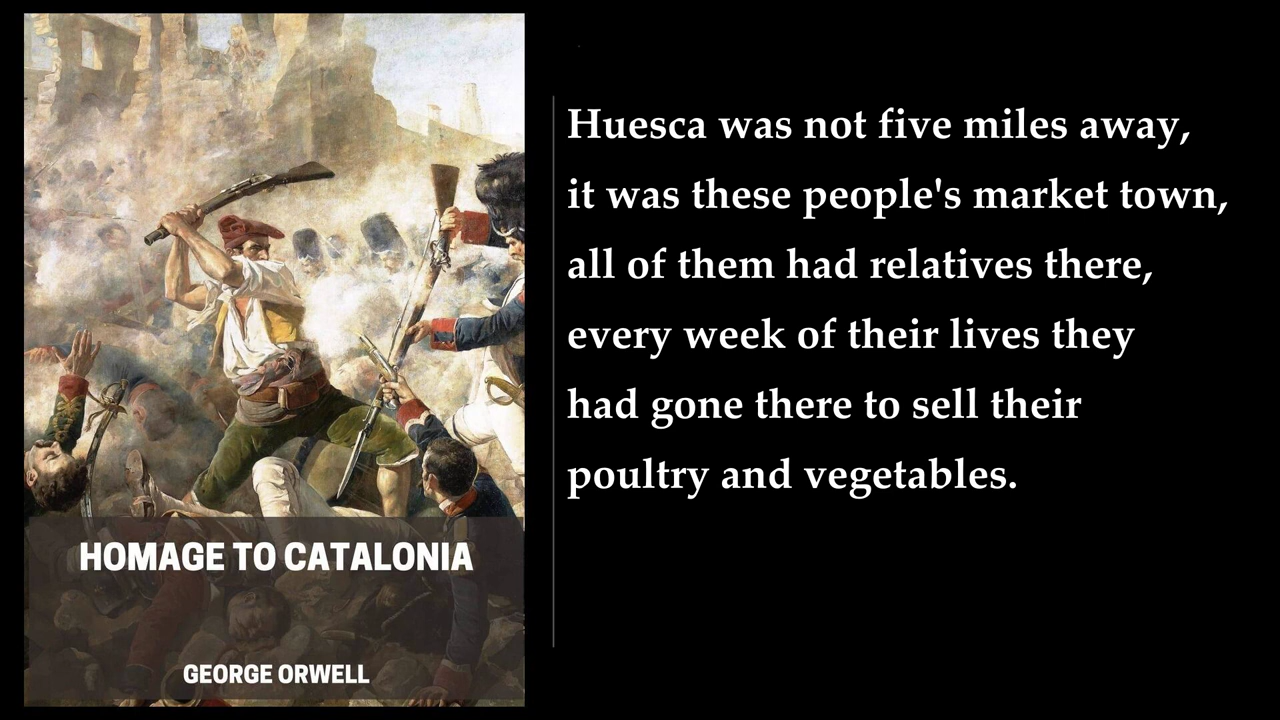 Huesca was not five miles away,
it was these people's market town,
all of them had relatives there,
every week of their lives they
had gone there to sell their
poultry and vegetables.
HOMAGE TO CATALONIA
GEORGE ORWELL